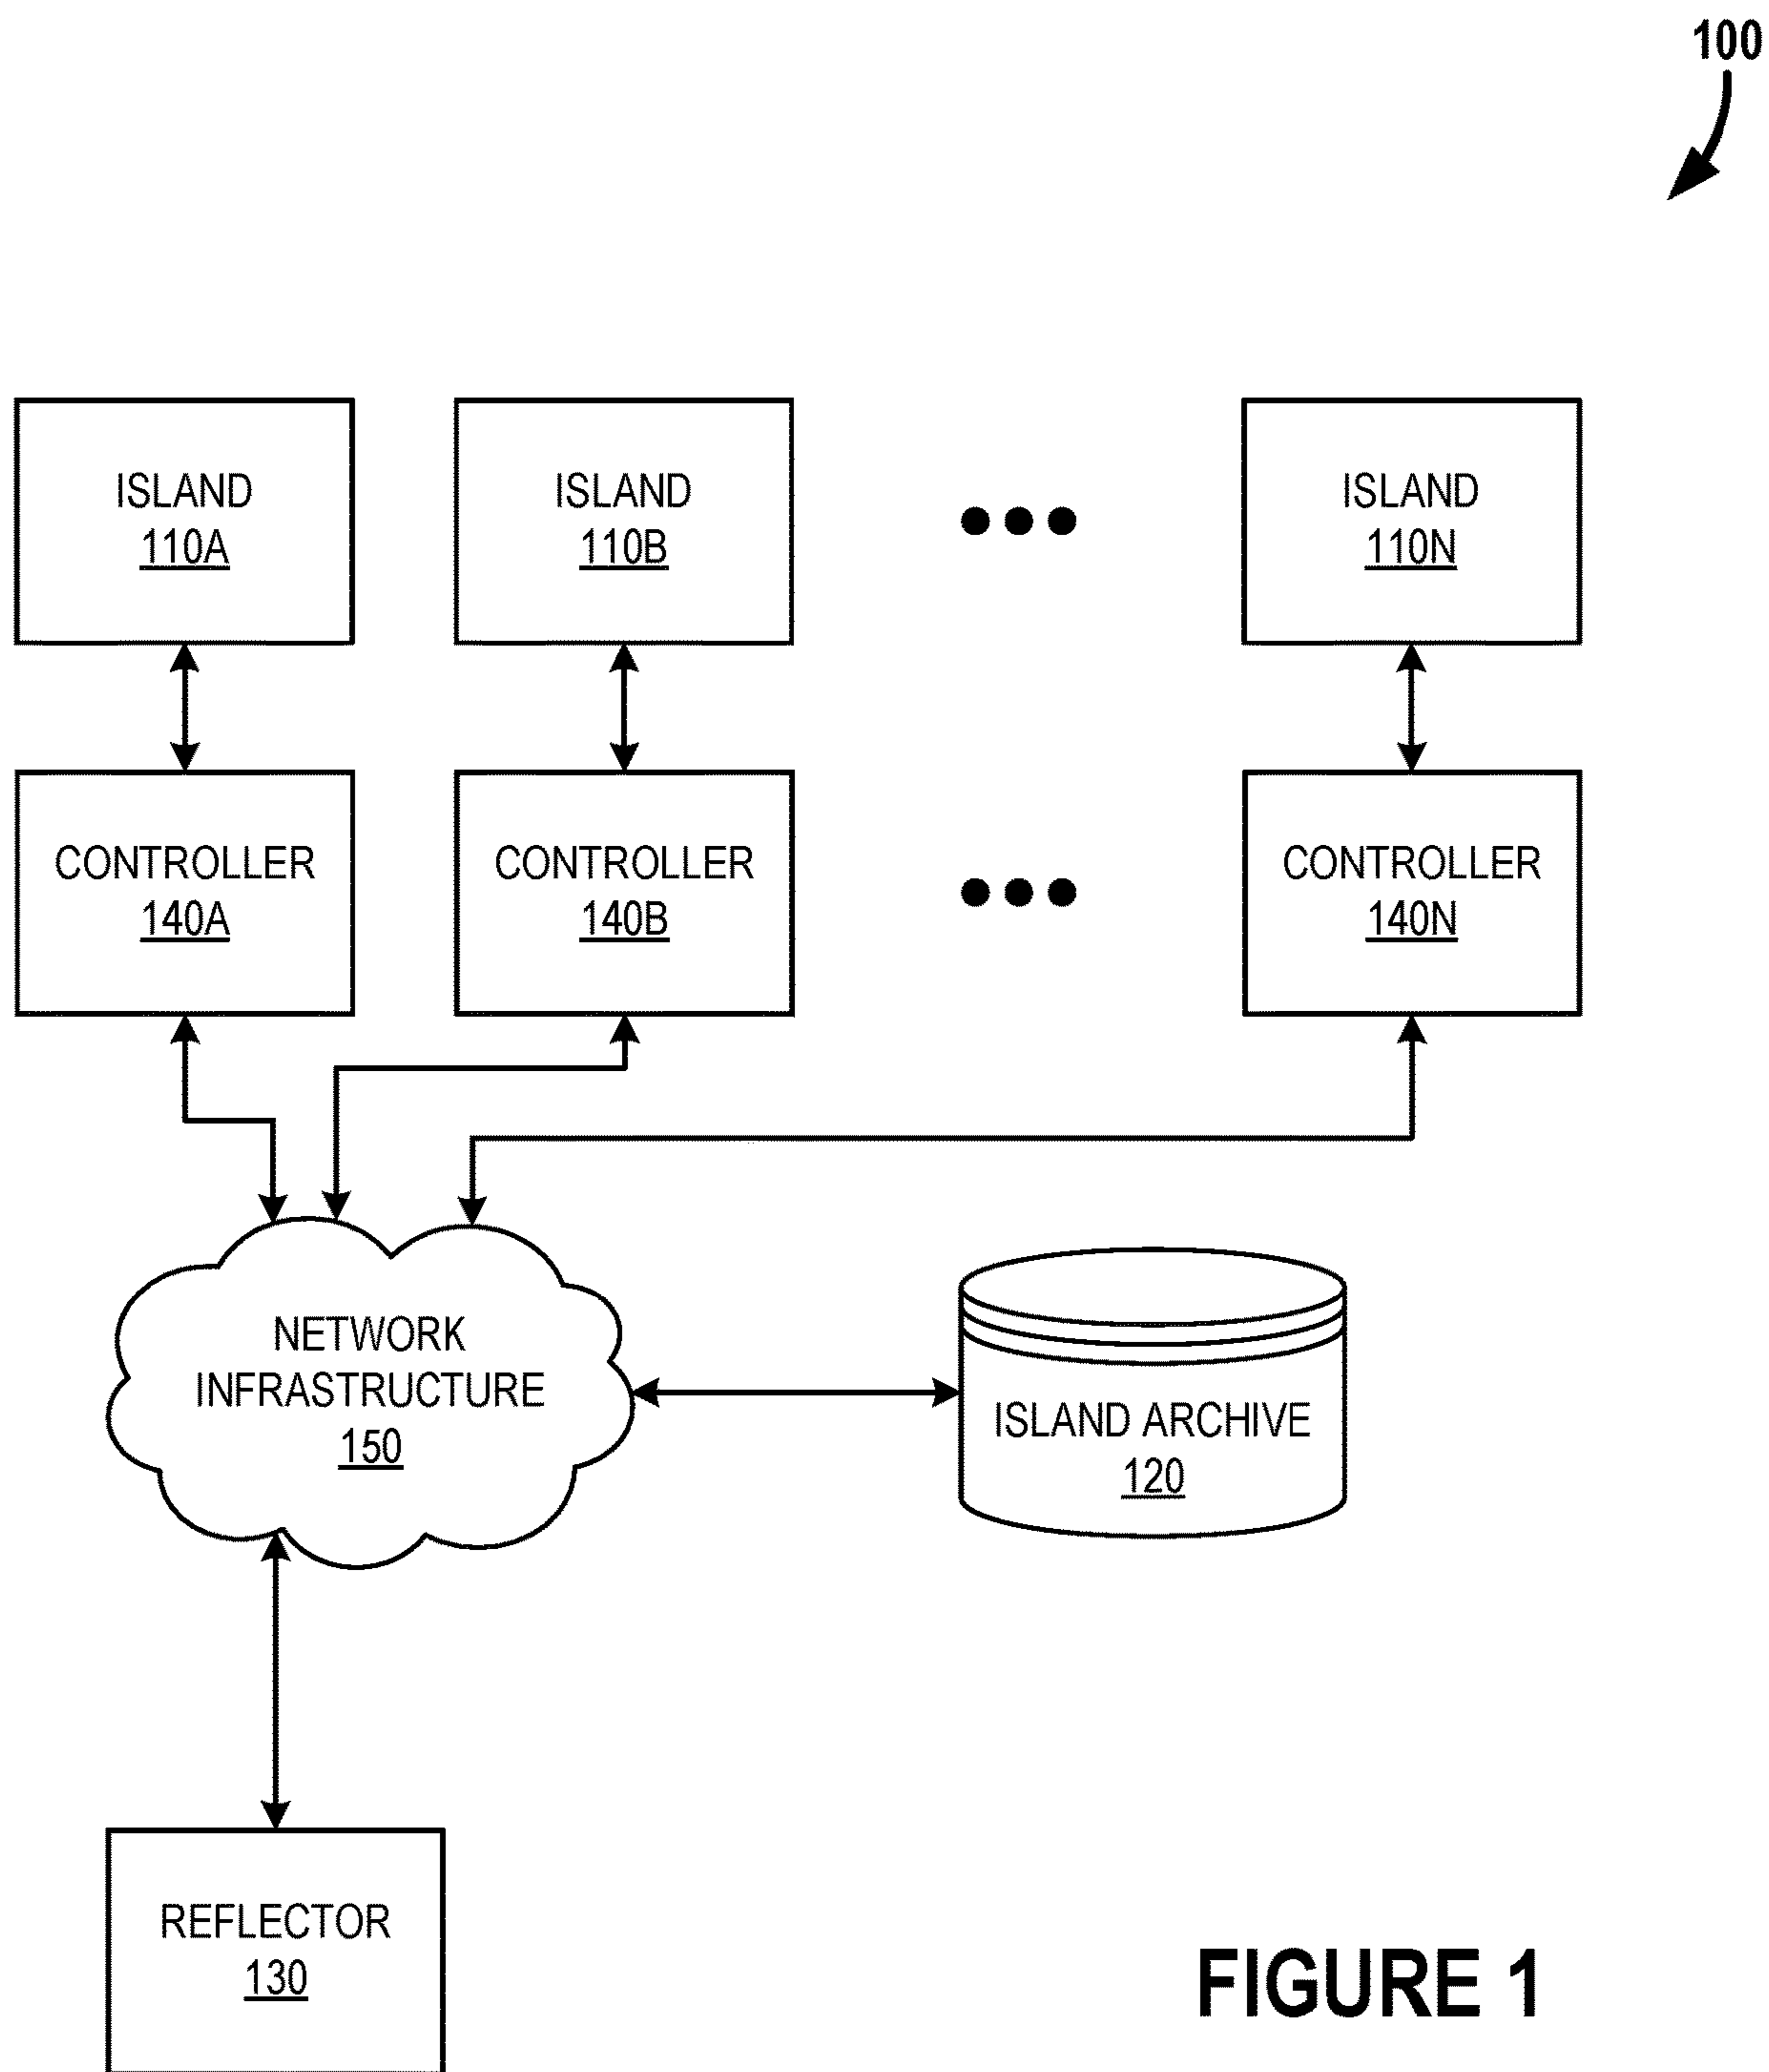 100
ISLAND
110A
ISLAND
110B
ISLAND
110N
CONTROLLER
140A
CONTROLLER
140B
CONTROLLER
140N
NETWORK
INFRASTRUCTURE
150
ISLAND ARCHIVE
120
REFLECTOR
130
FIGURE 1